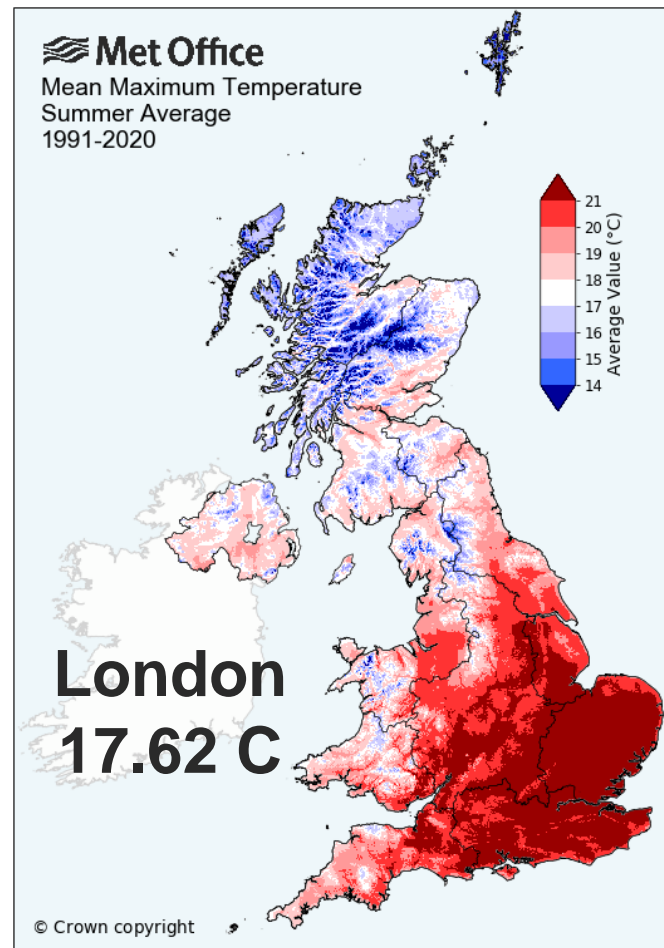 Met Office
Mean Maximum Temperature
Summer Average
1991-2020
21
20
19
18
17
16
15
14
Average Value (°C)
London
17.62 C
© Crown copyright